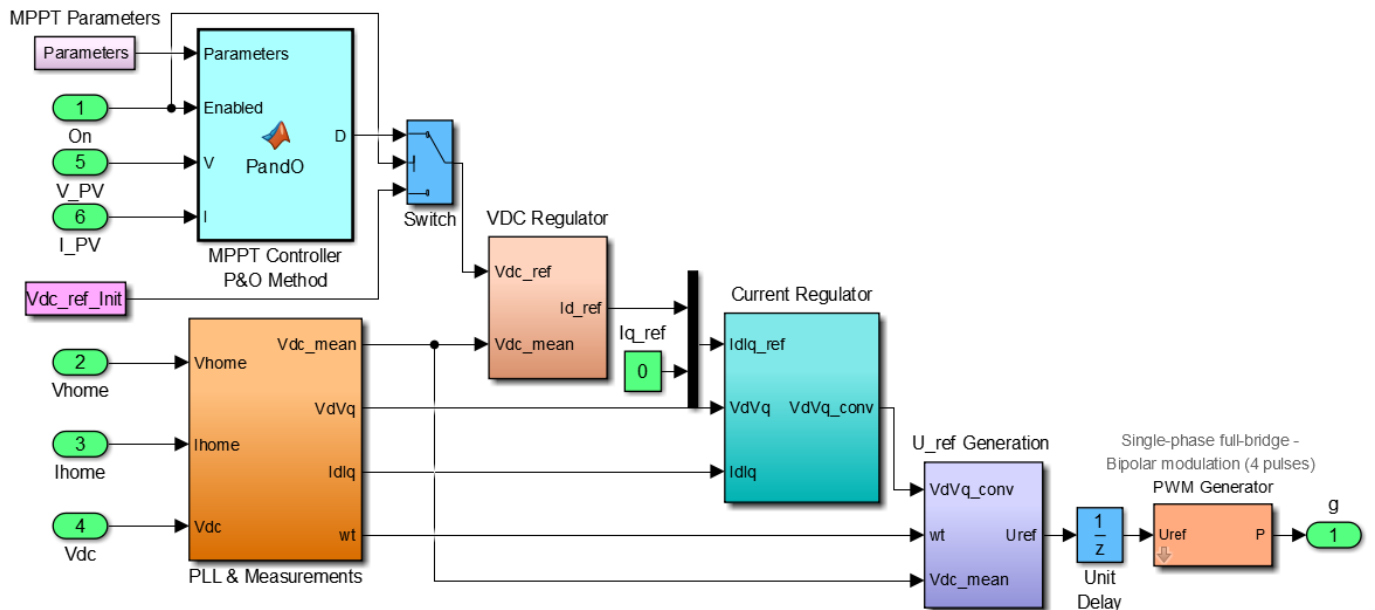 MPPT Parameters
Parameters
1
On
5
V_PV
6
I_PV
Parameters
Enabled
V
I
D
PandO
MPPT Controller
P&O Method
Switch
Vdc_ref_Init
2
Vhome
3
Ihome
4
Vdc
Vhome
Ihome
Vdc
Vdc_mean
VdVq
IdIq
wt
PLL & Measurements
VDC Regulator
Vdc_ref
Vdc_mean
Id_ref
Iq_ref
0
Current Regulator
IdIq_ref
VdVq
IdIq
VdVq_conv
U_ref Generation
VdVq_conv
wt
Vdc_mean
Uref
1
z
Unit
Delay
Single-phase full-bridge -
Bipolar modulation (4 pulses)
PWM Generator
Uref
P
g
1